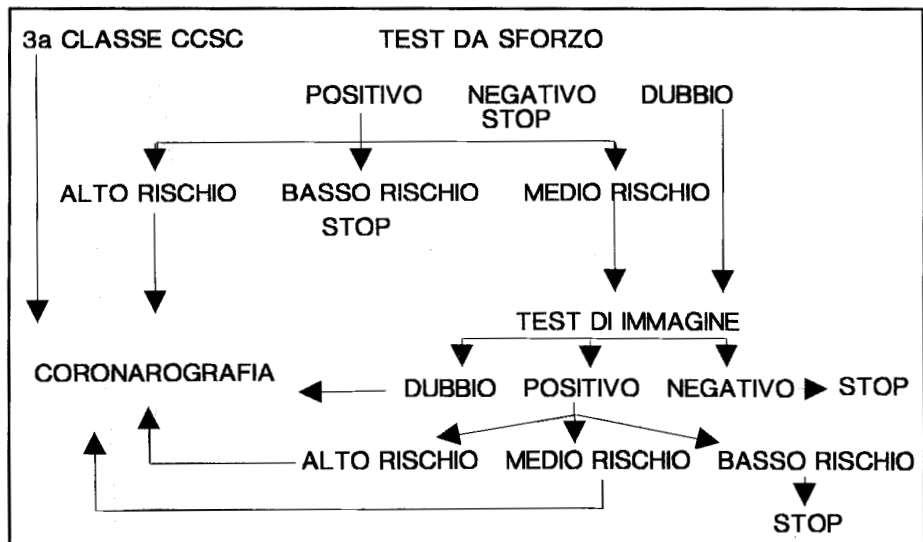 3a CLASSE CCSC TEST DA SFORZO
POSITIVO NEGATIVO DUBBIO
STOP
ALTO RISCHIO BASSO RISCHIO MEDIO RISCHIO
STOP
TEST DI IMMAGINE
CORONAROGRAFIA DUBBIO POSITIVO NEGATIVO STOP
ALTO RISCHIO MEDIO RISCHIO BASSO RISCHIO
STOP